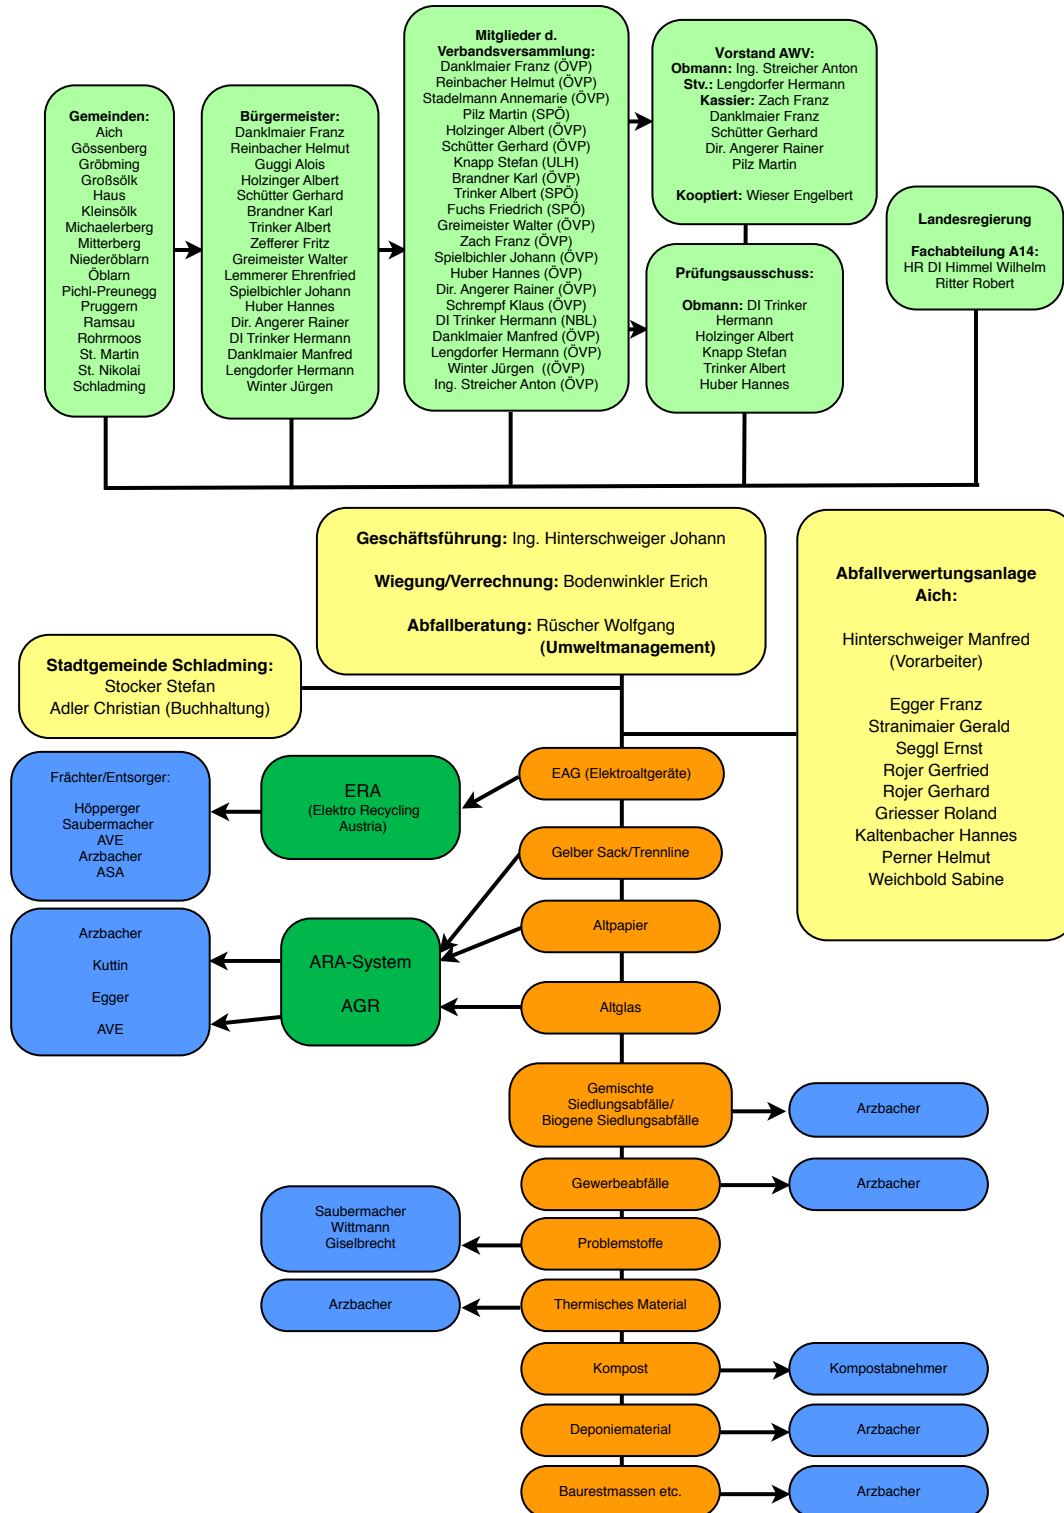 Gemeinden:
Aich
Gössenberg
Gröbming
Großsölk
Haus
Kleinsölk
Michaelerberg
Mitterberg
Niederöblarn
Öblarn
Pichl-Preunegg
Pruggern
Ramsau
Rohrmoos
St. Martin
St. Nikolai
Schladming
Bürgermeister:
Danklmaier Franz
Reinbacher Helmut
Guggi Alois
Holzinger Albert
Schütter Gerhard
Brandner Karl
Trinker Albert
Zefferer Fritz
Greimeister Walter
Lemmerer Ehrenfried
Spielbichler Johann
Huber Hannes
Dir. Angerer Rainer
DI Trinker Hermann
Danklmaier Manfred
Lengdorfer Hermann
Winter Jürgen
Mitglieder d.
Verbandsversammlung:
Danklmaier Franz (ÖVP)
Reinbacher Helmut (ÖVP)
Stadelmann Annemarie (ÖVP)
Pilz Martin (SPÖ)
Holzinger Albert (ÖVP)
Schütter Gerhard (ÖVP)
Knapp Stefan (ULH)
Brandner Karl (ÖVP)
Trinker Albert (SPÖ)
Fuchs Friedrich (SPÖ)
Greimeister Walter (ÖVP)
Zach Franz (ÖVP)
Spielbichler Johann (ÖVP)
Huber Hannes (ÖVP)
Dir. Angerer Rainer (ÖVP)
Schrempf Klaus (ÖVP)
DI Trinker Hermann (NBL)
Danklmaier Manfred (ÖVP)
Lengdorfer Hermann (ÖVP)
Winter Jürgen ((ÖVP)
Ing. Streicher Anton (ÖVP)
Vorstand AWV:
Obmann: Ing. Streicher Anton
Stv.: Lengdorfer Hermann
Kassier: Zach Franz
Danklmaier Franz
Schütter Gerhard
Dir. Angerer Rainer
Pilz Martin
Kooptiert: Wieser Engelbert
Prüfungsausschuss:
Obmann: DI Trinker
Hermann
Holzinger Albert
Knapp Stefan
Trinker Albert
Huber Hannes
Landesregierung
Fachabteilung A14:
HR DI Himmel Wilhelm
Ritter Robert
Geschäftsführung: Ing. Hinterschweiger Johann
Wiegung/Verrechnung: Bodenwinkler Erich
Abfallberatung: Rüscher Wolfgang
(Umweltmanagement)
Stadtgemeinde Schladming:
Stocker Stefan
Adler Christian (Buchhaltung)
Abfallverwertungsanlage
Aich:
Hinterschweiger Manfred
(Vorarbeiter)
Egger Franz
Stranimaier Gerald
Seggl Ernst
Rojer Gerfried
Rojer Gerhard
Griesser Roland
Kaltenbacher Hannes
Perner Helmut
Weichbold Sabine
EAG (Elektroaltgeräte)
ERA
(Elektro Recycling
Austria)
Frächter/Entsorger:
Höpperger
Saubermacher
AVE
Arzbacher
ASA
Gelber Sack/Trennline
Altpapier
Altglas
ARA-System
AGR
Arzbacher
Kuttin
Egger
AVE
Gemischte
Siedlungsabfälle/
Biogene Siedlungsabfälle
Arzbacher
Gewerbeabfälle
Arzbacher
Problemstoffe
Saubermacher
Wittmann
Giselbrecht
Thermisches Material
Arzbacher
Kompost
Kompostabnehmer
Deponiematerial
Arzbacher
Baurestmassen etc.
Arzbacher